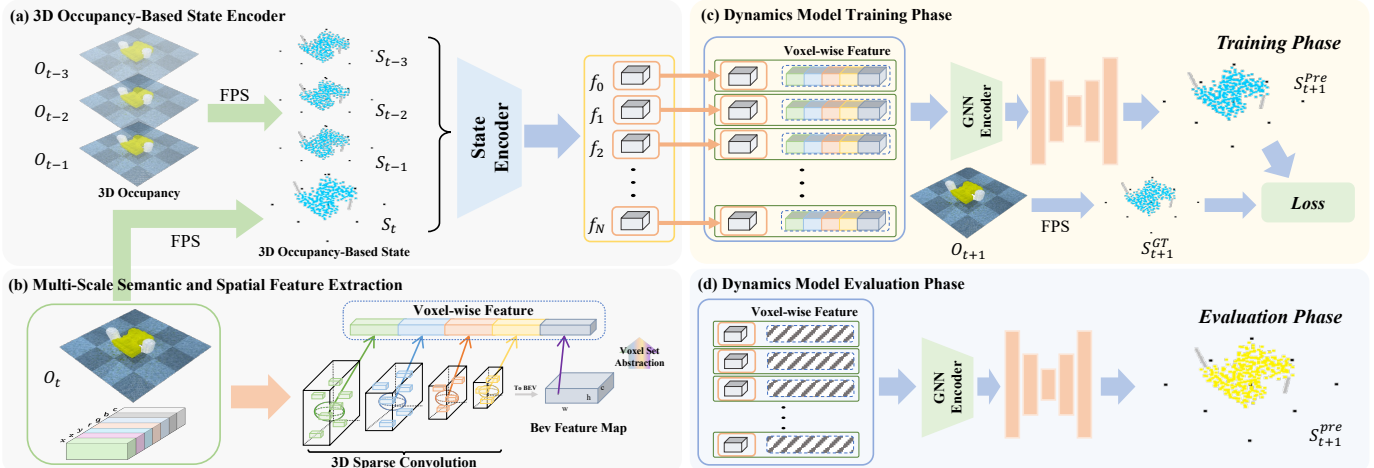 (a) 3D Occupancy-Based State Encoder
O_{t-3}
O_{t-2}
O_{t-1}
3D Occupancy
FPS
FPS
S_{t-3}
S_{t-2}
S_{t-1}
S_t
3D Occupancy-Based State
State
Encoder
f_0
f_1
f_2
f_N
(c) Dynamics Model Training Phase
Voxel-wise Feature
GNN
Encoder
Training Phase
S_{t+1}^{Pre}
O_{t+1}
FPS
S_{t+1}^{GT}
Loss
(b) Multi-Scale Semantic and Spatial Feature Extraction
O_t
x z y r g b c
Voxel-wise Feature
3D Sparse Convolution
To BEV
c
h
w
Bev Feature Map
Voxel Set
Abstraction
(d) Dynamics Model Evaluation Phase
Voxel-wise Feature
GNN
Encoder
Evaluation Phase
S_{t+1}^{pre}